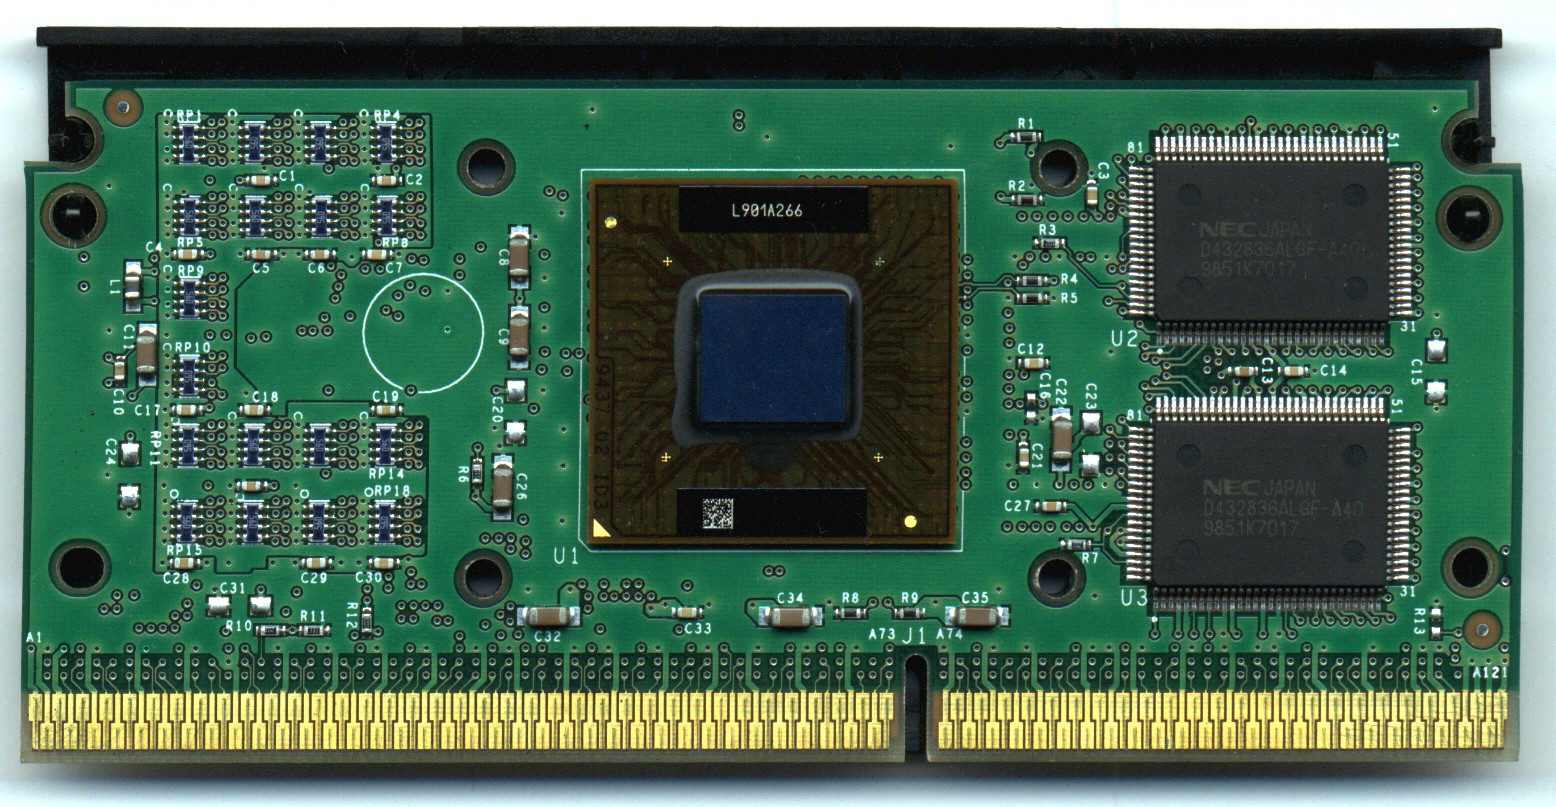 RP1
RP4
C1
C2
RP5
RP8
C4
C5
C6
C7
L1
RP9
C11
RP10
C10
C17
C18
C19
RP11
RP14
C24
RP18
RP15
C28
C29
C30
C31
R10
R11
R12
A1
C8
C9
C20
R6
C26
C32
C33
L901A266
U1
C34
R8
R9
C35
A73
J1
A74
R1
R2
C3
R3
R4
R5
C12
C16
C22
C23
C21
C27
R7
81
51
NEC JAPAN
9851K7017
31
U2
C13
C14
C15
81
51
NEC JAPAN
D432836ALGF-A40
9851K7017
31
U3
R13
A121